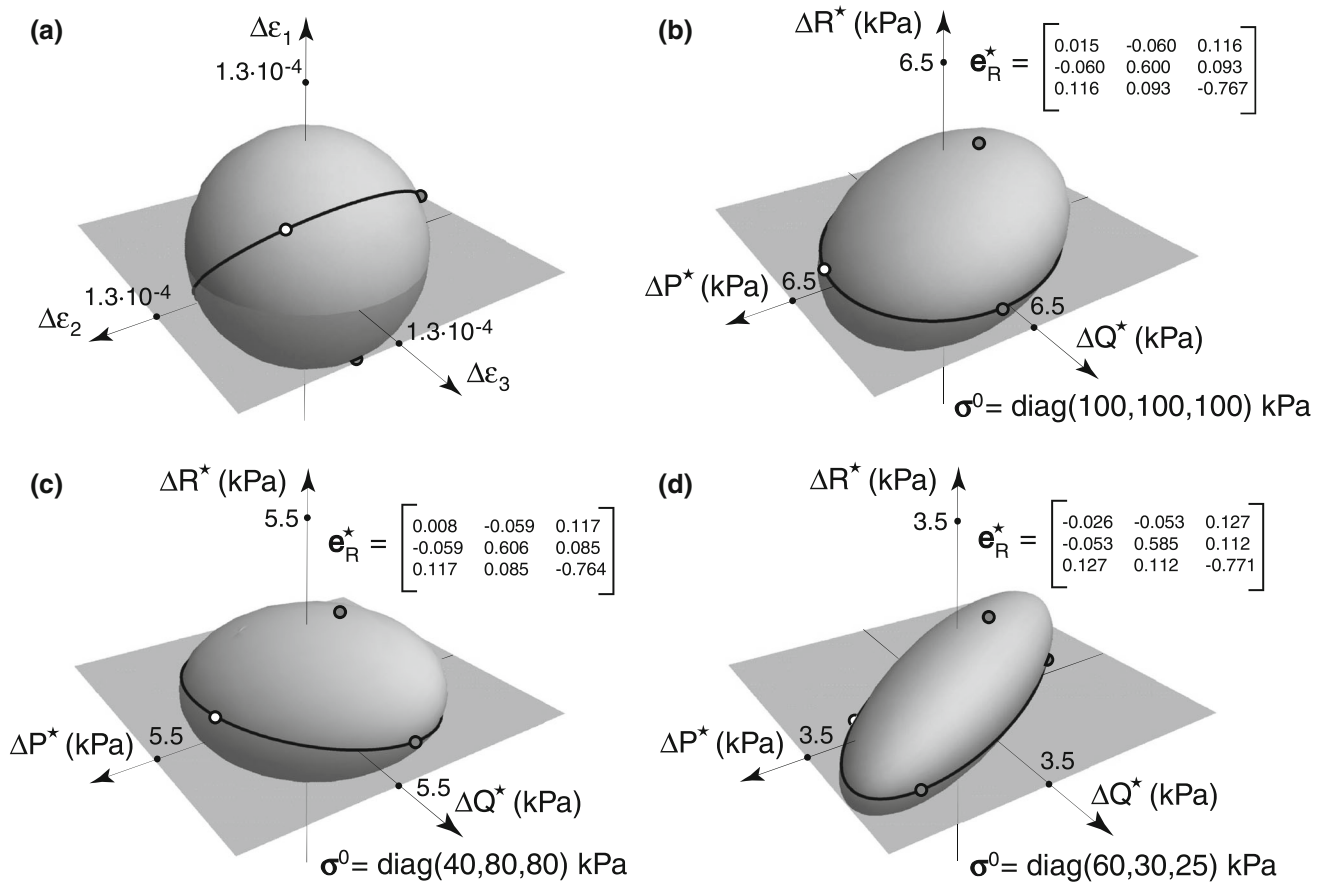 (a)
Δε₁
1.3·10⁻⁴
1.3·10⁻⁴
Δε₂
1.3·10⁻⁴
Δε₃
(b)
ΔR* (kPa)
6.5
e*_R =
0.015 -0.060 0.116
-0.060 0.600 0.093
0.116 0.093 -0.767
ΔP* (kPa)
6.5
6.5
ΔQ* (kPa)
σ⁰= diag(100,100,100) kPa
(c)
ΔR* (kPa)
5.5
e*_R =
0.008 -0.059 0.117
-0.059 0.606 0.085
0.117 0.085 -0.764
ΔP* (kPa)
5.5
5.5
ΔQ* (kPa)
σ⁰= diag(40,80,80) kPa
(d)
ΔR* (kPa)
3.5
e*_R =
-0.026 -0.053 0.127
-0.053 0.585 0.112
0.127 0.112 -0.771
ΔP* (kPa)
3.5
3.5
ΔQ* (kPa)
σ⁰= diag(60,30,25) kPa